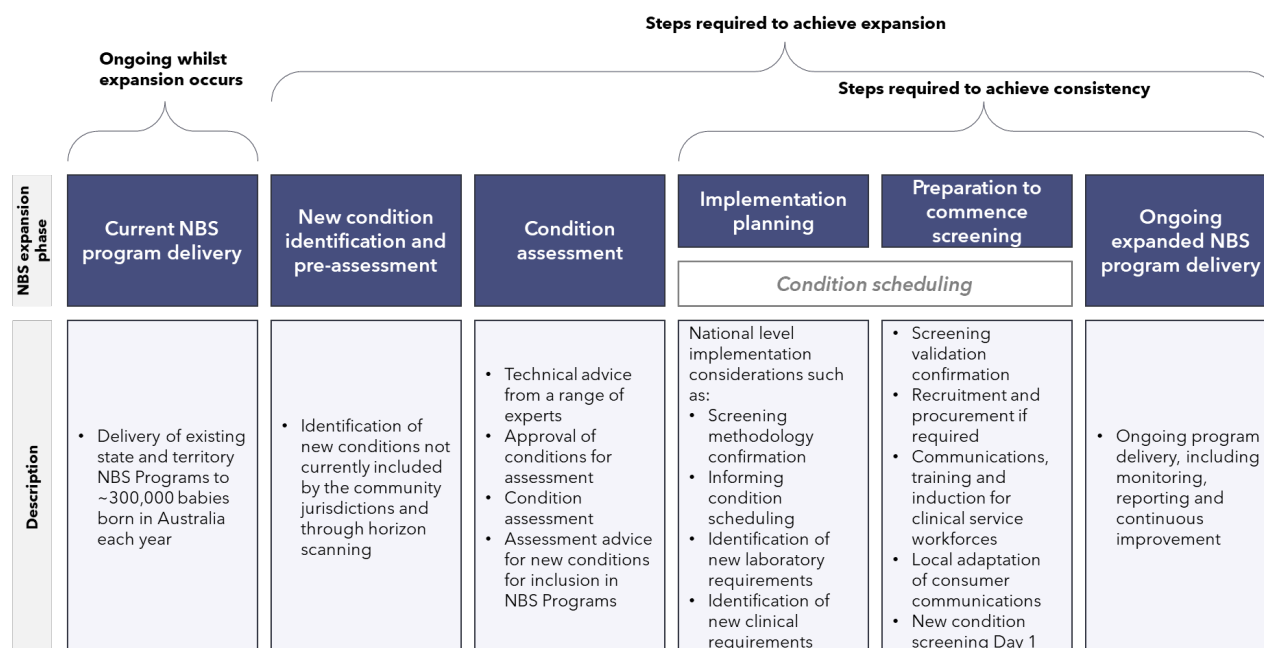 Steps required to achieve expansion
Ongoing whilst
expansion occurs
Steps required to achieve consistency
NBS expansion
phase
Current NBS
program delivery
New condition
identification and
pre-assessment
Condition
assessment
Implementation
planning
Preparation to
commence
screening
Condition scheduling
Ongoing
expanded NBS
program delivery
Description
• Delivery of existing
state and territory
NBS Programs to
~300,000 babies
born in Australia
each year
• Identification of
new conditions not
currently included
by the community
jurisdictions and
through horizon
scanning
• Technical advice
from a range of
experts
• Approval of
conditions for
assessment
• Condition
assessment
• Assessment advice
for new conditions
for inclusion in
NBS Programs
National level
implementation
considerations such
as:
• Screening
methodology
confirmation
• Informing
condition
scheduling
• Identification of
new laboratory
requirements
• Identification of
new clinical
requirements
• Screening
validation
confirmation
• Recruitment and
procurement if
required
• Communications,
training and
induction for
clinical service
workforces
• Local adaptation
of consumer
communications
• New condition
screening Day 1
• Ongoing program
delivery, including
monitoring,
reporting and
continuous
improvement